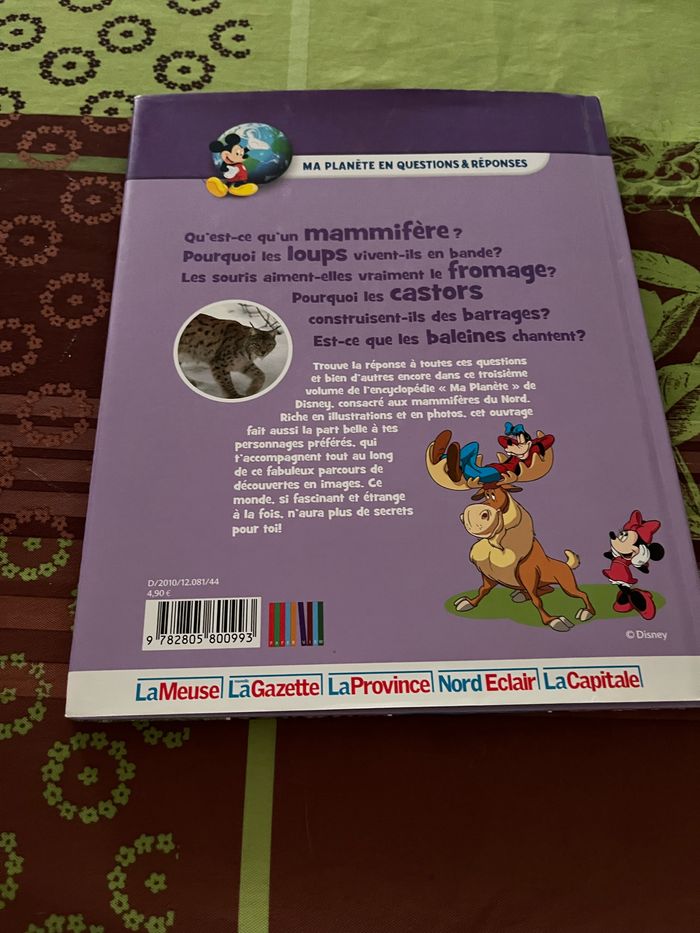 MA PLANÈTE EN QUESTIONS & RÉPONSES
Qu'est-ce qu'un mammifère ?
Pourquoi les loups vivent-ils en bande?
Les souris aiment-elles vraiment le fromage?
Pourquoi les castors
construisent-ils des barrages?
Est-ce que les baleines chantent?
Trouve la réponse à toutes ces questions
et bien d'autres encore dans ce troisième
volume de l'encyclopédie « Ma Planète » de
Disney, consacré aux mammifères du Nord.
Riche en illustrations et en photos, cet ouvrage
fait aussi la part belle à tes
personnages préférés, qui
t'accompagnent tout au long
de ce fabuleux parcours de
découvertes en images. Ce
monde, si fascinant et étrange
à la fois, n'aura plus de secrets
pour toi!
D/2010/12.081/44
4,90 €
9 782805 800993
PAPER VIEW
© Disney
LaMeuse
nouvelle
LaGazette
LaProvince
Nord Eclair
La Capitale